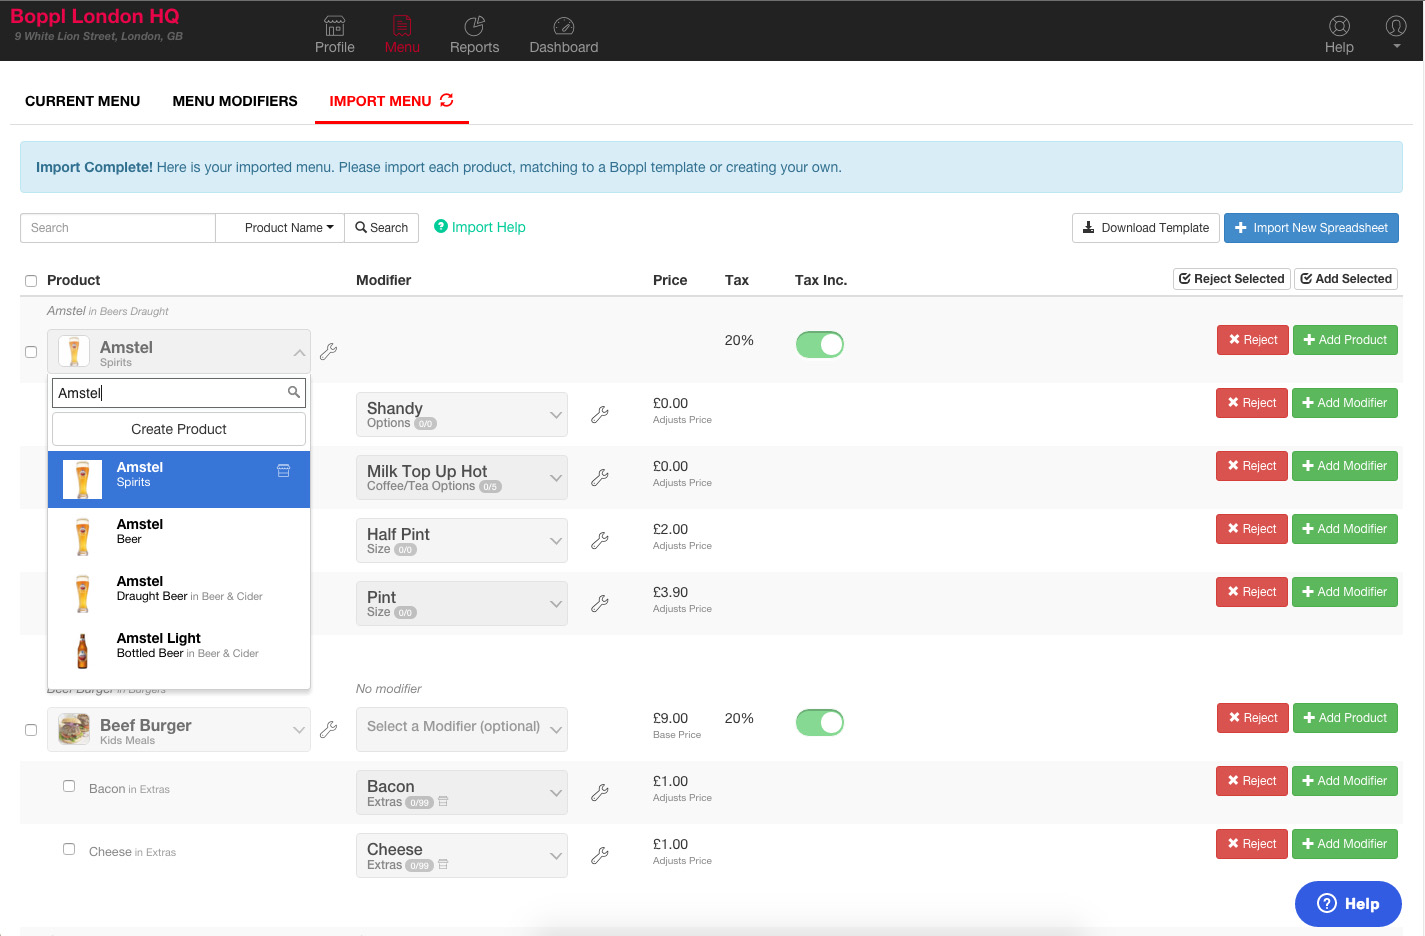 Boppl London HQ
9 White Lion Street, London, GB
Profile
Menu
Reports
Dashboard
Help
CURRENT MENU
MENU MODIFIERS
IMPORT MENU
Import Complete! Here is your imported menu. Please import each product, matching to a Boppl template or creating your own.
Search
Product Name
Search
Import Help
Download Template
Import New Spreadsheet
Product
Modifier
Price
Tax
Tax Inc.
Reject Selected
Add Selected
Amstel in Beers Draught
Amstel
Spirits
20%
Reject
Add Product
Amstel
Create Product
Amstel
Spirits
Amstel
Beer
Amstel
Draught Beer in Beer & Cider
Amstel Light
Bottled Beer in Beer & Cider
Shandy
Options 0/0
£0.00
Adjusts Price
Reject
Add Modifier
Milk Top Up Hot
Coffee/Tea Options 0/5
£0.00
Adjusts Price
Reject
Add Modifier
Half Pint
Size 0/0
£2.00
Adjusts Price
Reject
Add Modifier
Pint
Size 0/0
£3.90
Adjusts Price
Reject
Add Modifier
Beef Burger in Burgers
No modifier
Beef Burger
Kids Meals
Select a Modifier (optional)
£9.00
Base Price
20%
Reject
Add Product
Bacon in Extras
Bacon
Extras 0/99
£1.00
Adjusts Price
Reject
Add Modifier
Cheese in Extras
Cheese
Extras 0/99
£1.00
Adjusts Price
Reject
Add Modifier
Help